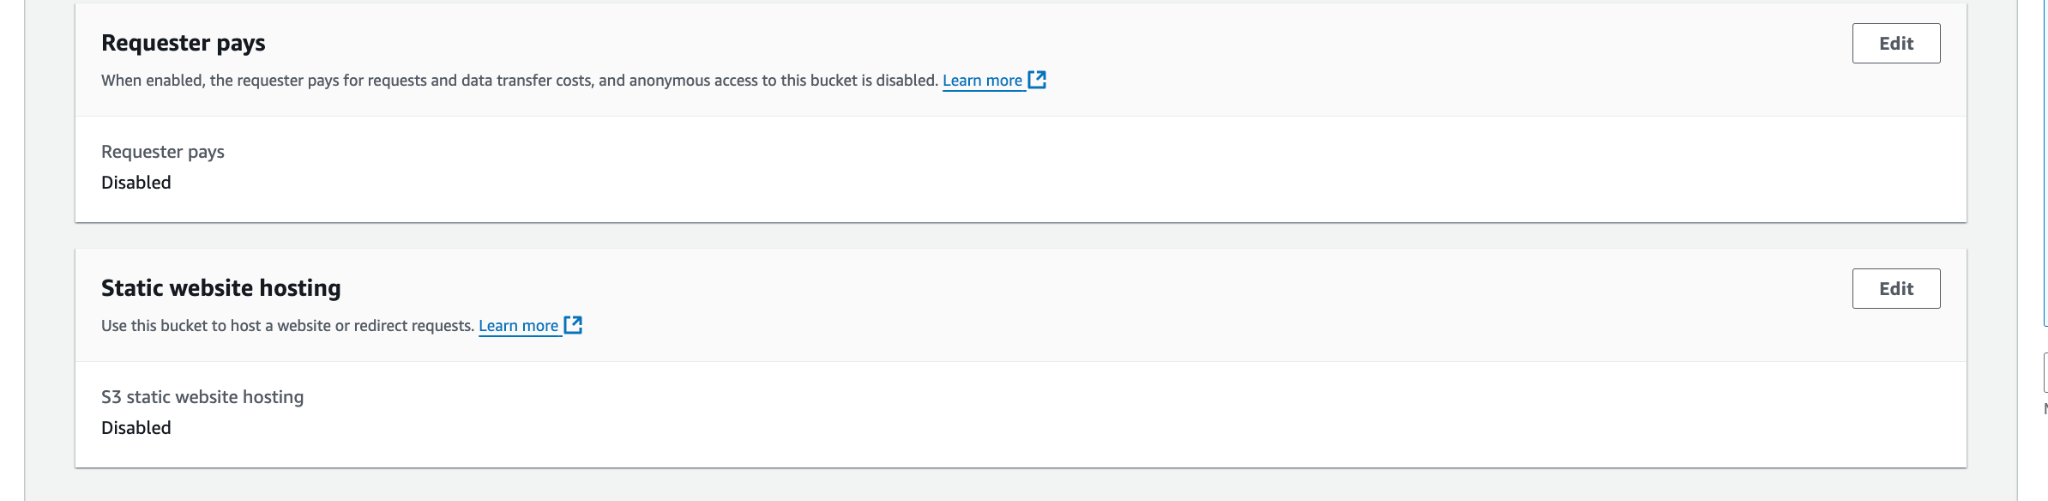 Requester pays
Edit
When enabled, the requester pays for requests and data transfer costs, and anonymous access to this bucket is disabled. Learn more
Requester pays
Disabled
Static website hosting
Edit
Use this bucket to host a website or redirect requests. Learn more
S3 static website hosting
Disabled